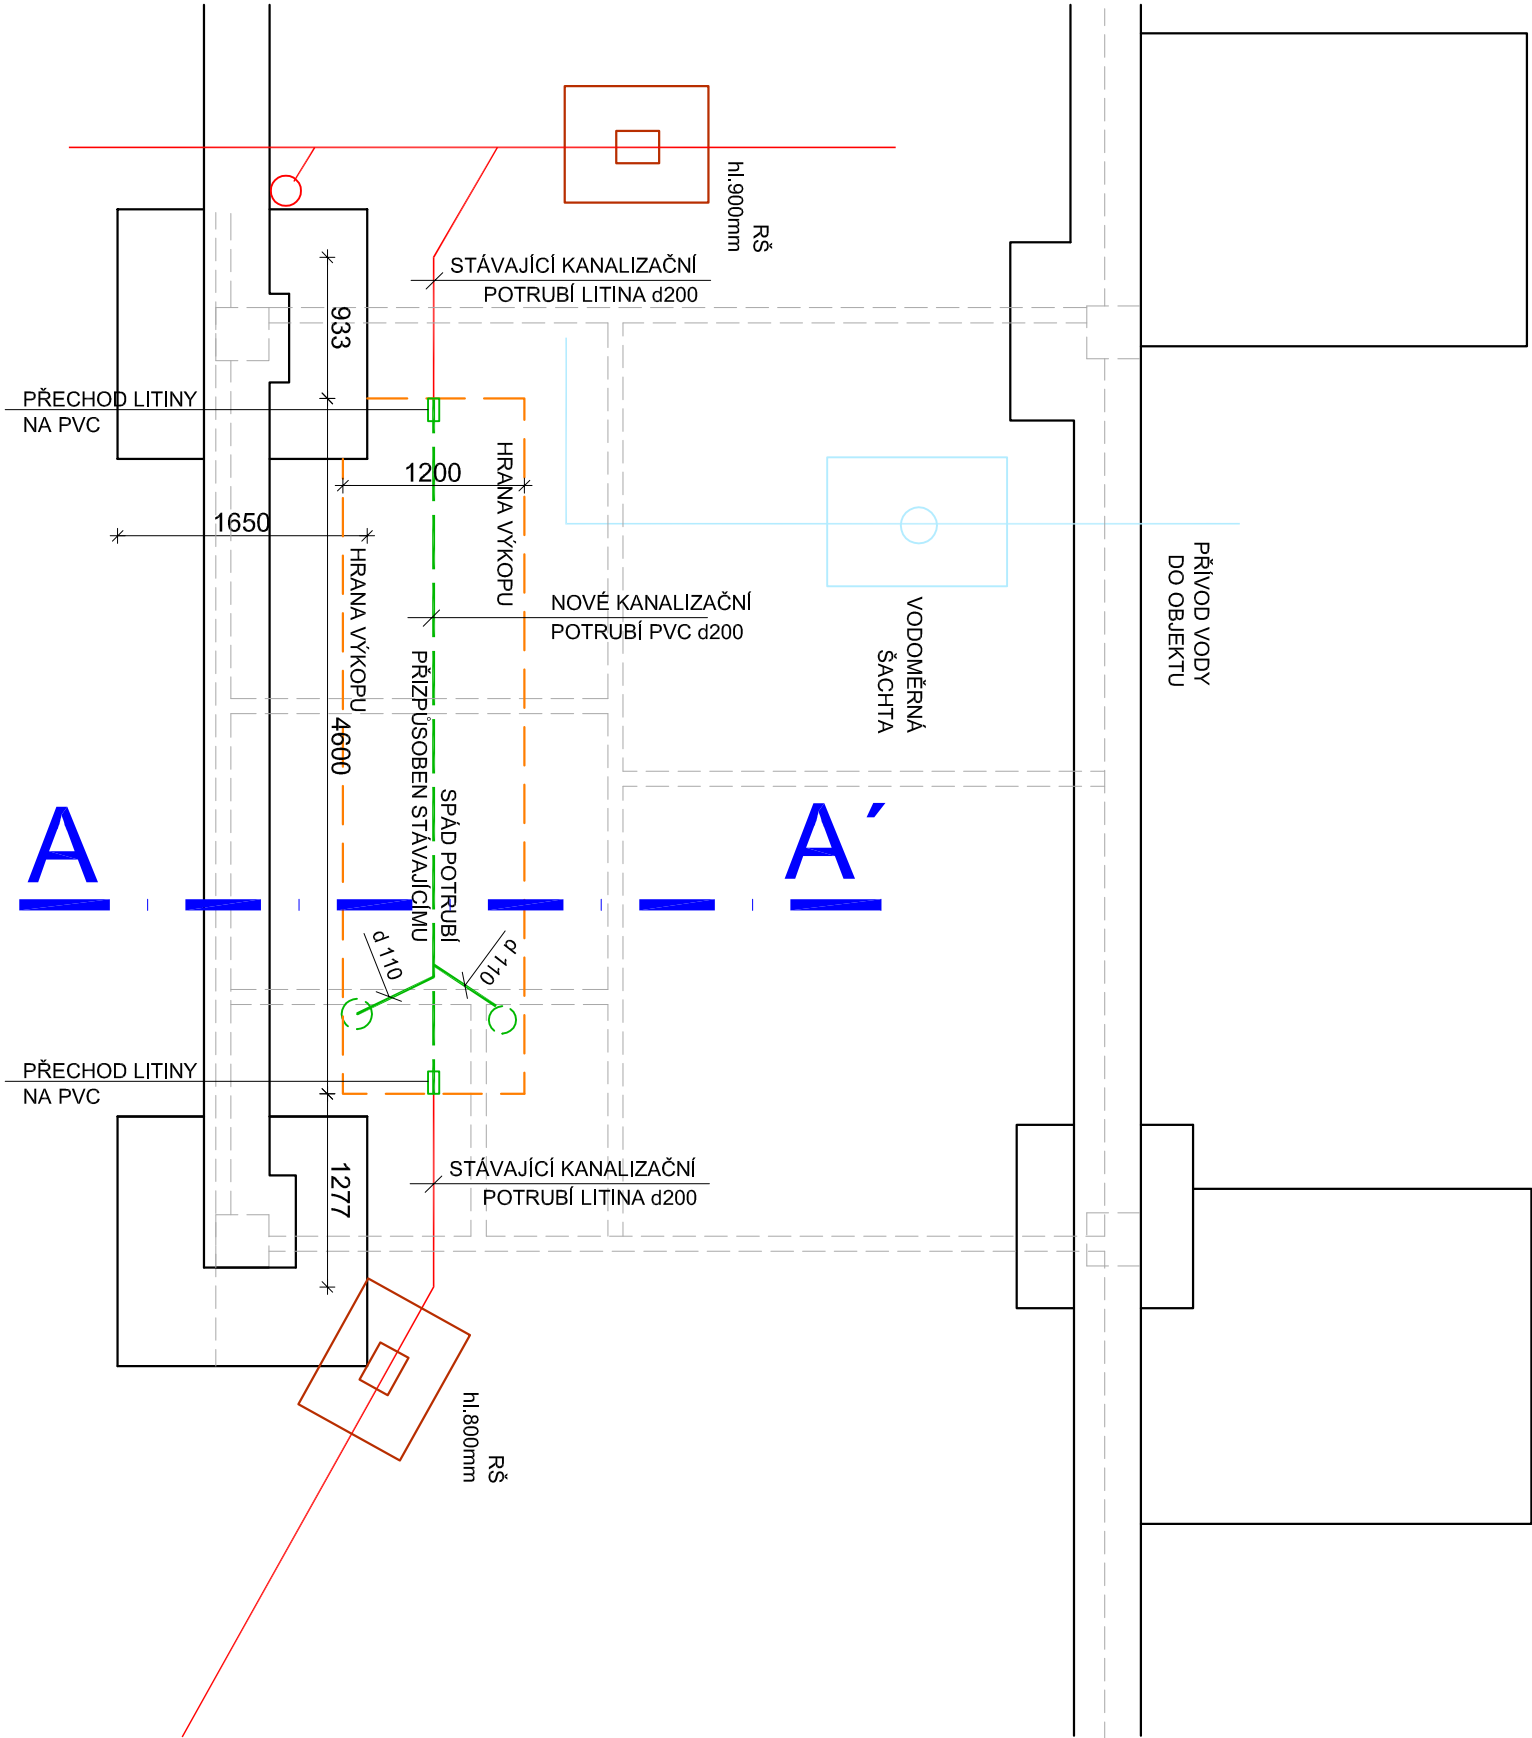 RŠ
hl.900mm
STÁVAJÍCÍ KANALIZAČNÍ
POTRUBÍ LITINA d200
933
PŘECHOD LITINY
NA PVC
1200
HRANA VÝKOPU
1650
HRANA VÝKOPU
PŘÍVOD VODY
DO OBJEKTU
NOVÉ KANALIZAČNÍ
POTRUBÍ PVC d200
VODOMĚRNÁ
ŠACHTA
4600
SPÁD POTRUBÍ
PŘIZPŮSOBEN STÁVAJÍCÍMU
A
A´
d 110
d 110
PŘECHOD LITINY
NA PVC
1277
STÁVAJÍCÍ KANALIZAČNÍ
POTRUBÍ LITINA d200
RŠ
hl.800mm